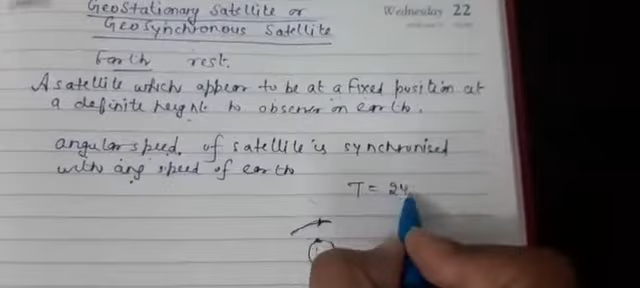 GeoStationary Satellite or
Wednesday 22
GeoSynchronous Satellite
Earth rest.
A satellite which appear to be at a fixed position at
a definite height to observer on earth.
angular speed of satellite is synchronised
with ang speed of earth
T = 24